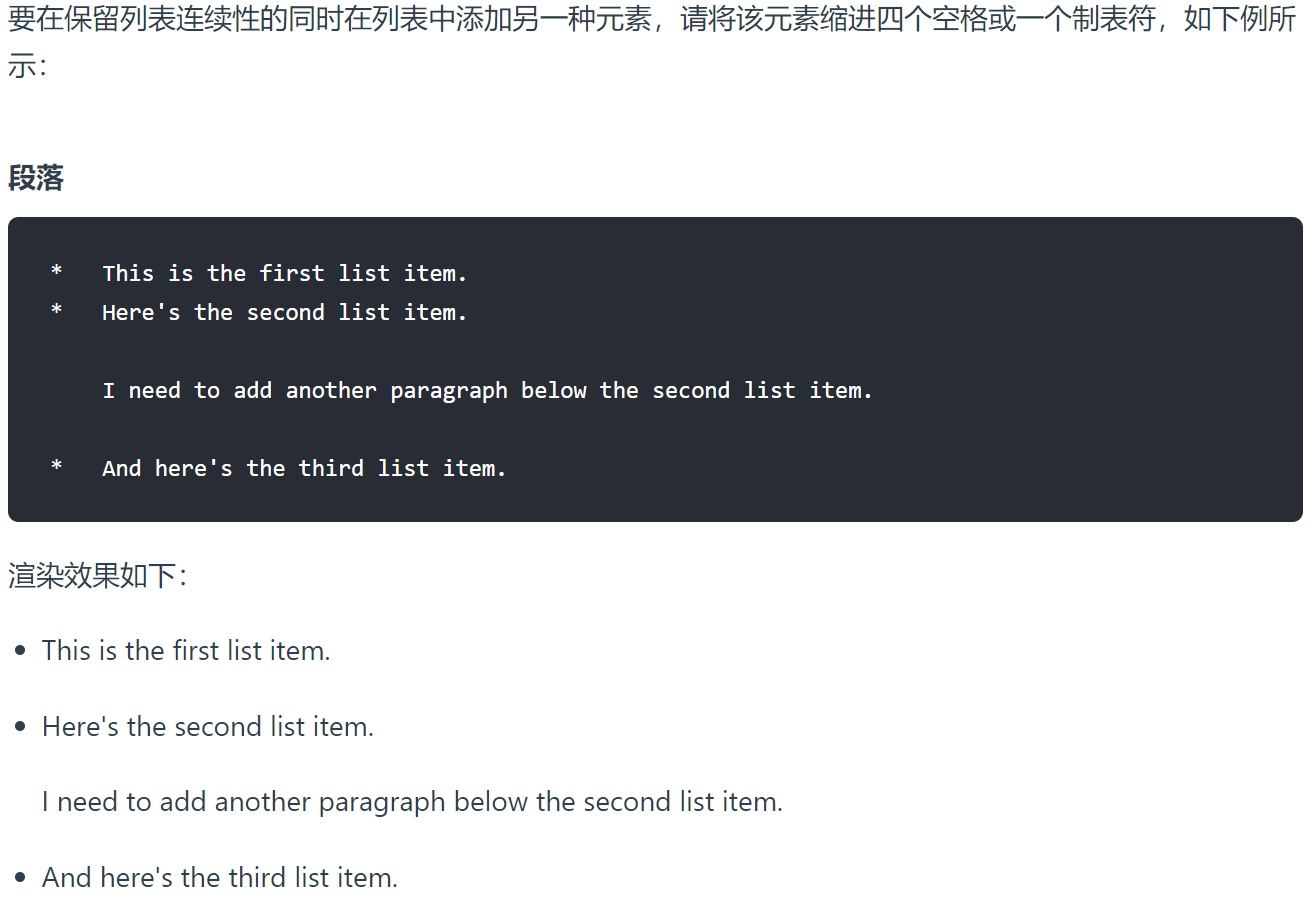 要在保留列表连续性的同时在列表中添加另一种元素，请将该元素缩进四个空格或一个制表符，如下例所
示：
段落
*   This is the first list item.
*   Here's the second list item.
    I need to add another paragraph below the second list item.
*   And here's the third list item.
渲染效果如下：
• This is the first list item.
• Here's the second list item.
I need to add another paragraph below the second list item.
• And here's the third list item.